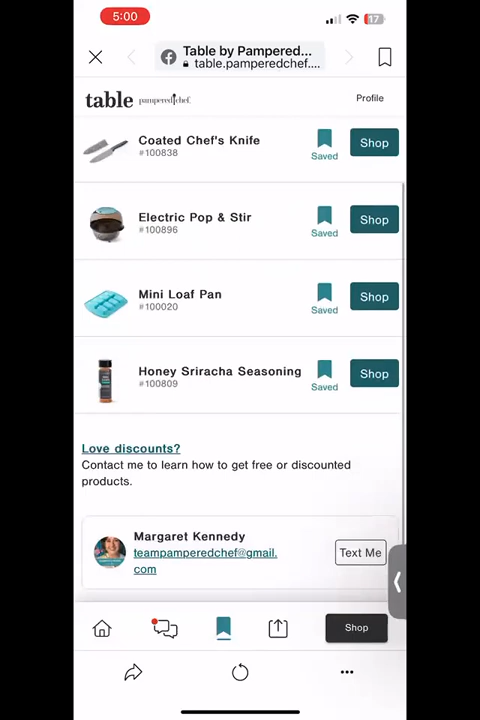 5:00
17
Table by Pampered...
table.pamperedchef....
table pampered chef.
Profile
Coated Chef's Knife
#100838
Saved
Shop
Electric Pop & Stir
#100896
Saved
Shop
Mini Loaf Pan
#100020
Saved
Shop
Honey Sriracha Seasoning
#100809
Saved
Shop
Love discounts?
Contact me to learn how to get free or discounted
products.
Margaret Kennedy
teampamperedchef@gmail.
com
Text Me
Shop